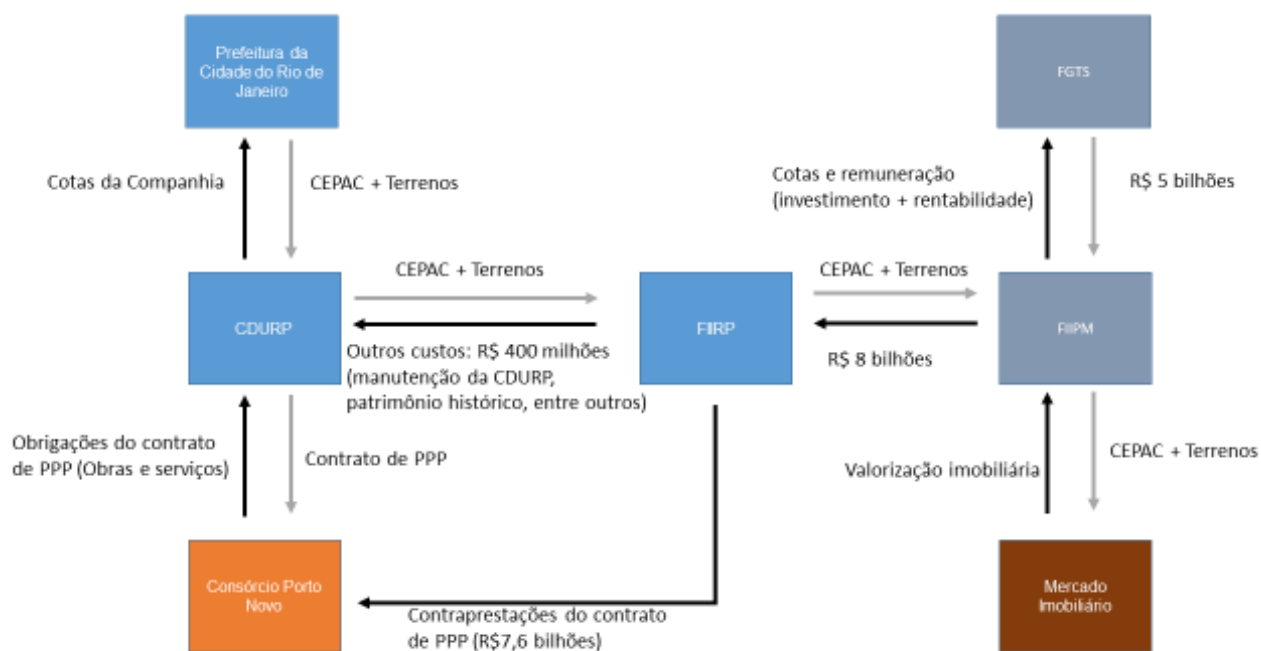 Prefeitura da
Cidade do Rio de
Janeiro
FGTS
Cotas da Companhia
CEPAC + Terrenos
Cotas e remuneração
(investimento + rentabilidade)
R$ 5 bilhões
CEPAC + Terrenos
CEPAC + Terrenos
CDURP
FIIRP
FIIPM
Outros custos: R$ 400 milhões
(manutenção da CDURP,
patrimônio histórico, entre outros)
R$ 8 bilhões
Obrigações do contrato
de PPP (Obras e serviços)
Contrato de PPP
Valorização imobiliária
CEPAC + Terrenos
Consórcio Porto
Novo
Mercado
Imobiliário
Contraprestações do contrato
de PPP (R$7,6 bilhões)